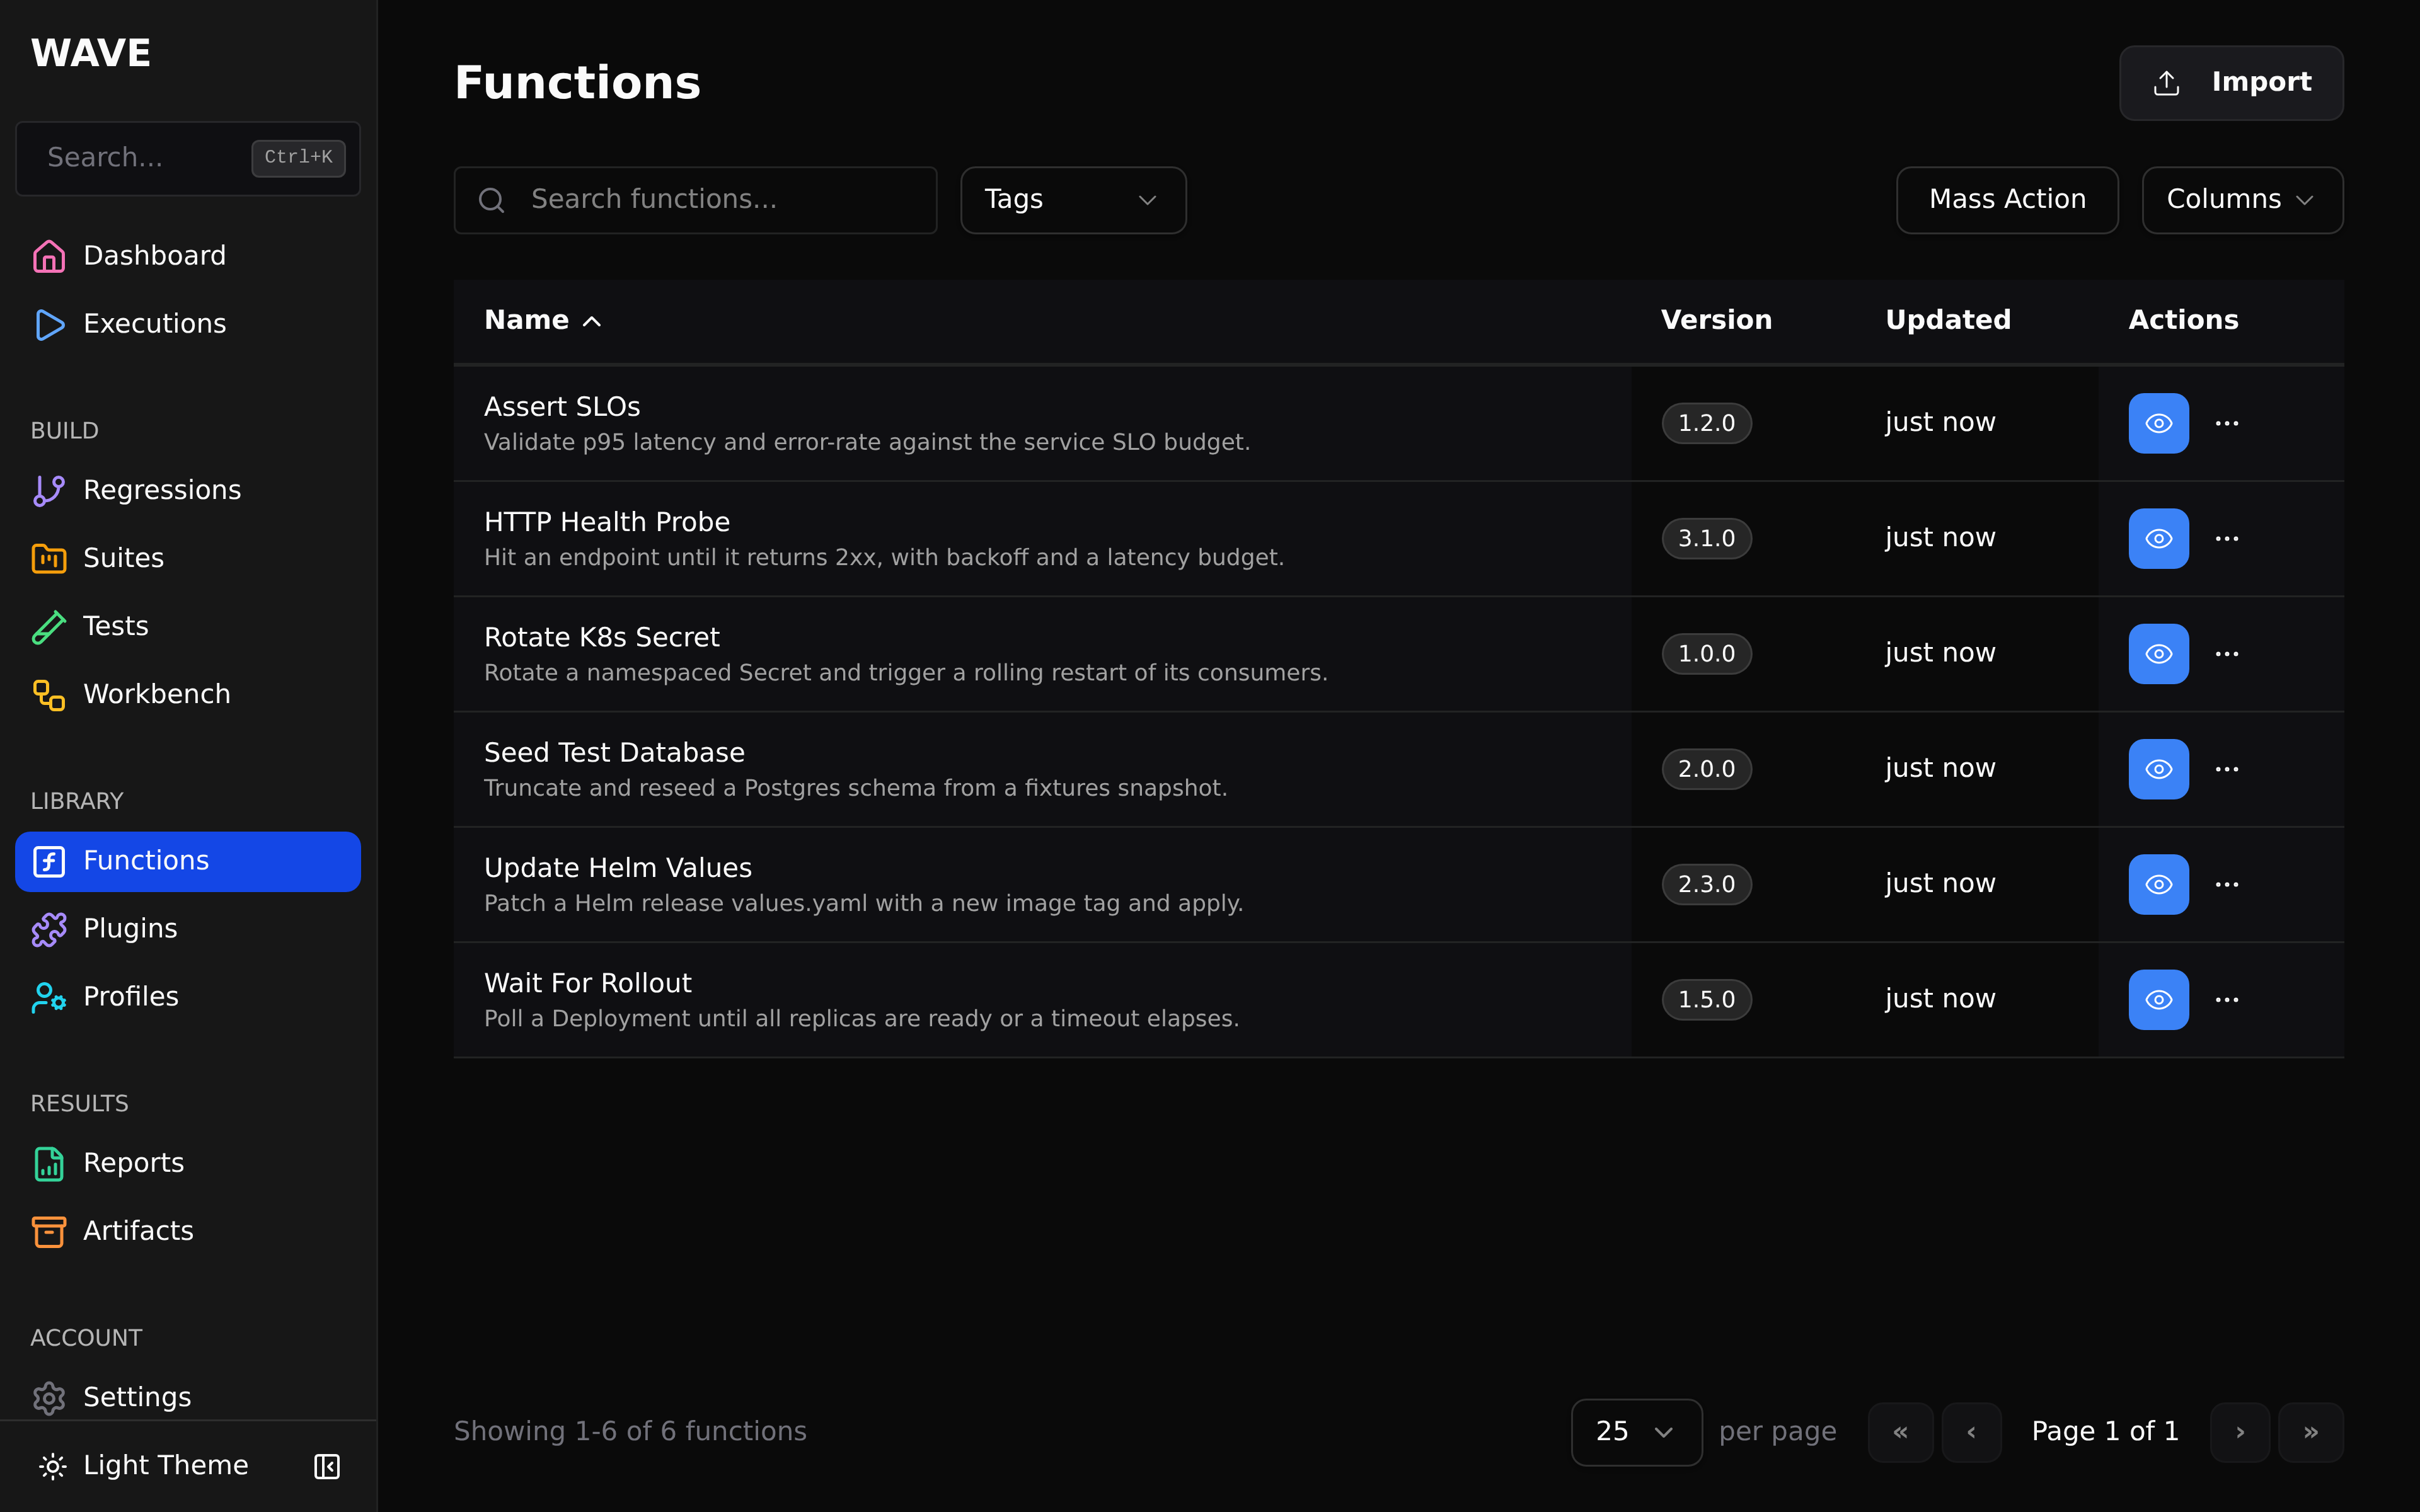 WAVE
Search...
Ctrl+K
Dashboard
Executions
BUILD
Regressions
Suites
Tests
Workbench
LIBRARY
Functions
Plugins
Profiles
RESULTS
Reports
Artifacts
ACCOUNT
Settings
Light Theme
Functions
Import
Search functions...
Tags
Mass Action
Columns
Name Version Updated Actions
Assert SLOs
Validate p95 latency and error-rate against the service SLO budget.
1.2.0 just now
HTTP Health Probe
Hit an endpoint until it returns 2xx, with backoff and a latency budget.
3.1.0 just now
Rotate K8s Secret
Rotate a namespaced Secret and trigger a rolling restart of its consumers.
1.0.0 just now
Seed Test Database
Truncate and reseed a Postgres schema from a fixtures snapshot.
2.0.0 just now
Update Helm Values
Patch a Helm release values.yaml with a new image tag and apply.
2.3.0 just now
Wait For Rollout
Poll a Deployment until all replicas are ready or a timeout elapses.
1.5.0 just now
Showing 1-6 of 6 functions
25 per page « ‹ Page 1 of 1 › »